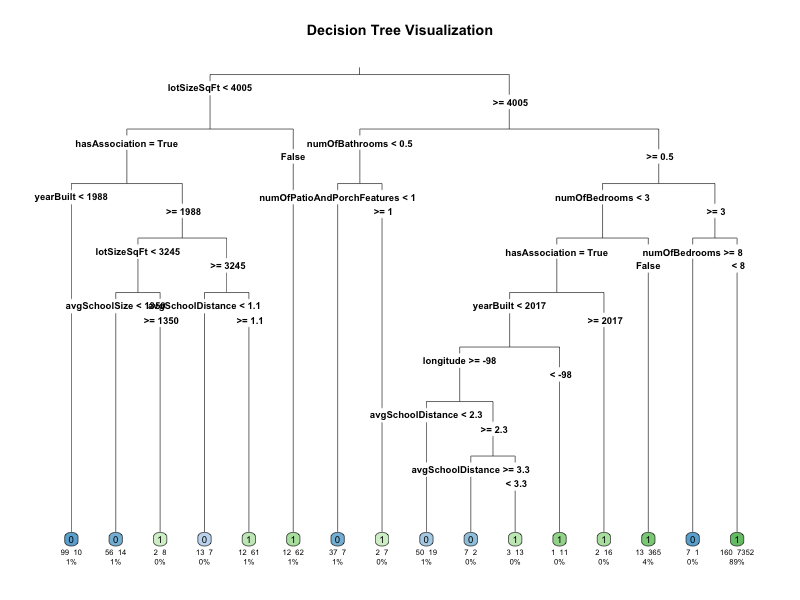 Decision Tree Visualization
lotSizeSqFt < 4005
>= 4005
hasAssociation = True
False
numOfBathrooms < 0.5
>= 0.5
yearBuilt < 1988
>= 1988
numOfPatioAndPorchFeatures < 1
>= 1
numOfBedrooms < 3
>= 3
lotSizeSqFt < 3245
>= 3245
hasAssociation = True
False
numOfBedrooms >= 8
< 8
avgSchoolSize < 1350
>= 1350
avgSchoolDistance < 1.1
>= 1.1
yearBuilt < 2017
>= 2017
longitude >= -98
< -98
avgSchoolDistance < 2.3
>= 2.3
avgSchoolDistance >= 3.3
< 3.3
0 0 1 0 1 1 0 1 0 0 1 1 1 1 0 1
99 10 56 14 2 8 13 7 12 61 12 62 37 7 2 7 50 19 7 2 3 13 1 11 2 16 13 365 7 1 160 7352
1% 1% 0% 0% 1% 1% 1% 0% 1% 0% 0% 0% 0% 4% 0% 89%